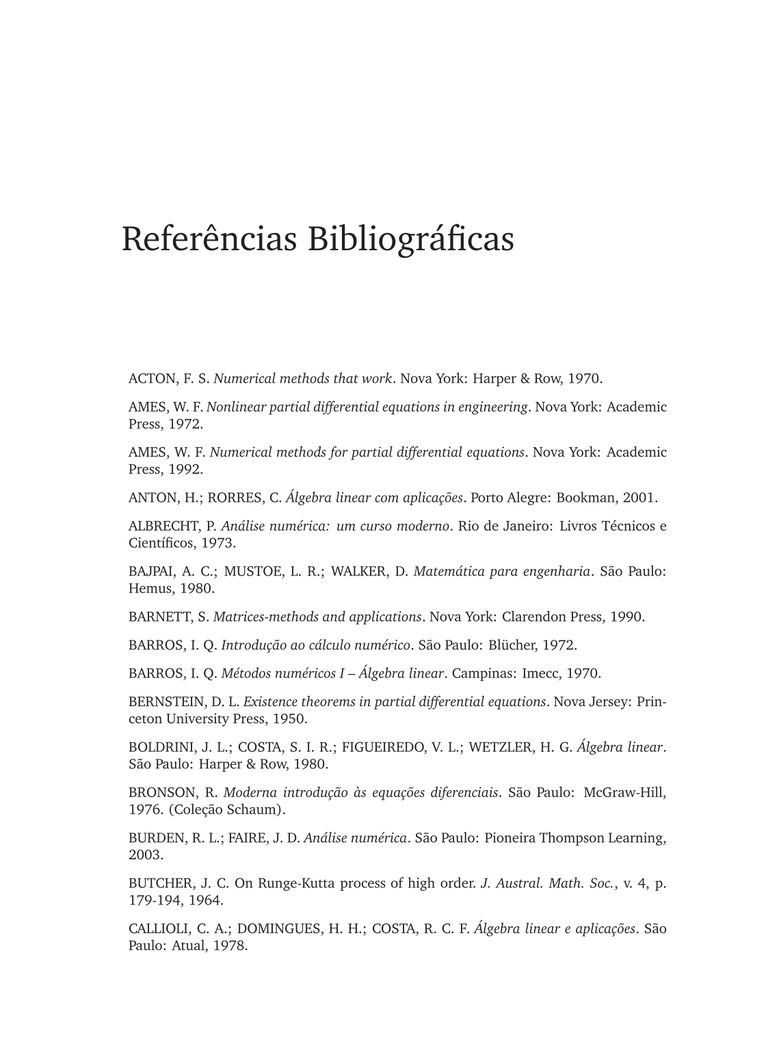 Referências Bibliográficas
ACTON, F. S. Numerical methods that work. Nova York: Harper & Row, 1970.
AMES, W. F. Nonlinear partial differential equations in engineering. Nova York: Academic
Press, 1972.
AMES, W. F. Numerical methods for partial differential equations. Nova York: Academic
Press, 1992.
ANTON, H.; RORRES, C. Álgebra linear com aplicações. Porto Alegre: Bookman, 2001.
ALBRECHT, P. Análise numérica: um curso moderno. Rio de Janeiro: Livros Técnicos e
Científicos, 1973.
BAJPAI, A. C.; MUSTOE, L. R.; WALKER, D. Matemática para engenharia. São Paulo:
Hemus, 1980.
BARNETT, S. Matrices-methods and applications. Nova York: Clarendon Press, 1990.
BARROS, I. Q. Introdução ao cálculo numérico. São Paulo: Blücher, 1972.
BARROS, I. Q. Métodos numéricos I – Álgebra linear. Campinas: Imecc, 1970.
BERNSTEIN, D. L. Existence theorems in partial differential equations. Nova Jersey: Prin-
ceton University Press, 1950.
BOLDRINI, J. L.; COSTA, S. I. R.; FIGUEIREDO, V. L.; WETZLER, H. G. Álgebra linear.
São Paulo: Harper & Row, 1980.
BRONSON, R. Moderna introdução às equações diferenciais. São Paulo: McGraw-Hill,
1976. (Coleção Schaum).
BURDEN, R. L.; FAIRE, J. D. Análise numérica. São Paulo: Pioneira Thompson Learning,
2003.
BUTCHER, J. C. On Runge-Kutta process of high order. J. Austral. Math. Soc., v. 4, p.
179-194, 1964.
CALLIOLI, C. A.; DOMINGUES, H. H.; COSTA, R. C. F. Álgebra linear e aplicações. São
Paulo: Atual, 1978.